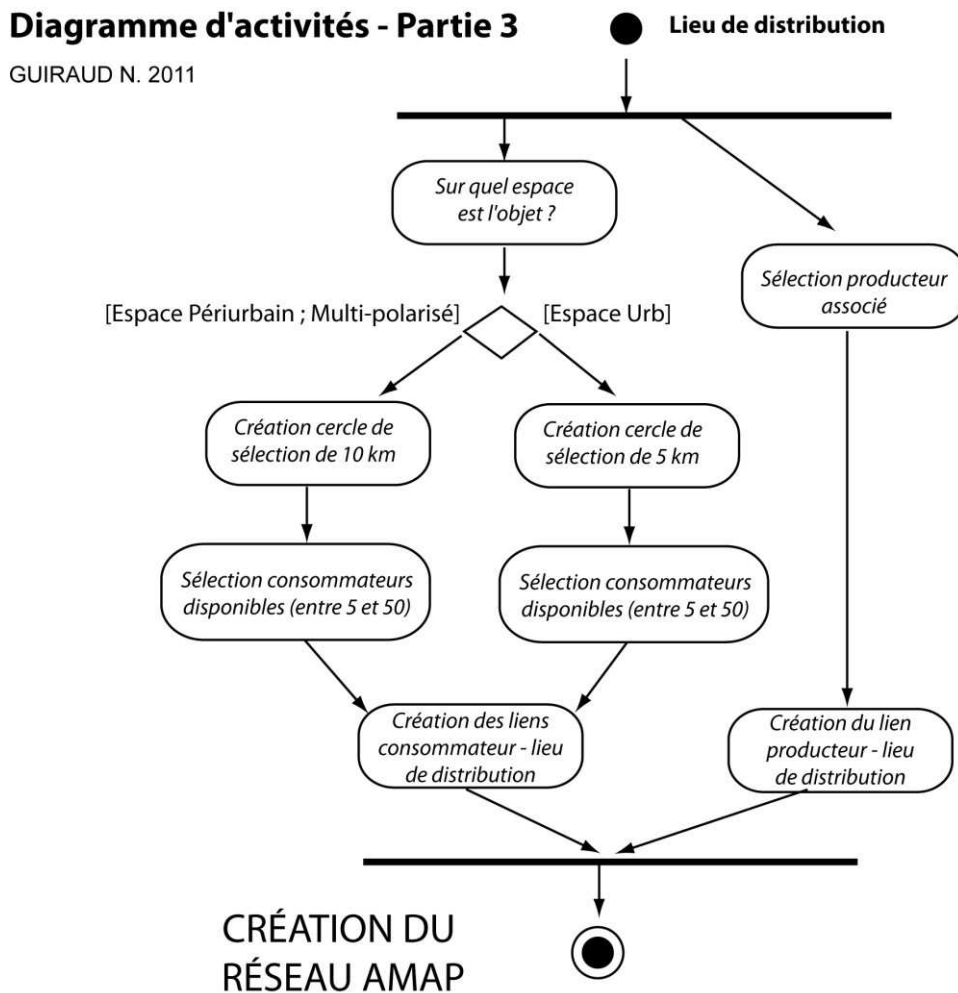 Diagramme d'activités - Partie 3
Lieu de distribution
GUIRAUD N. 2011
Sur quel espace
est l'objet ?
Sélection producteur
associé
[Espace Périurbain ; Multi-polarisé]
[Espace Urb]
Création cercle de
sélection de 10 km
Création cercle de
sélection de 5 km
Sélection consommateurs
disponibles (entre 5 et 50)
Sélection consommateurs
disponibles (entre 5 et 50)
Création des liens
consommateur - lieu
de distribution
Création du lien
producteur - lieu
de distribution
CRÉATION DU
RÉSEAU AMAP